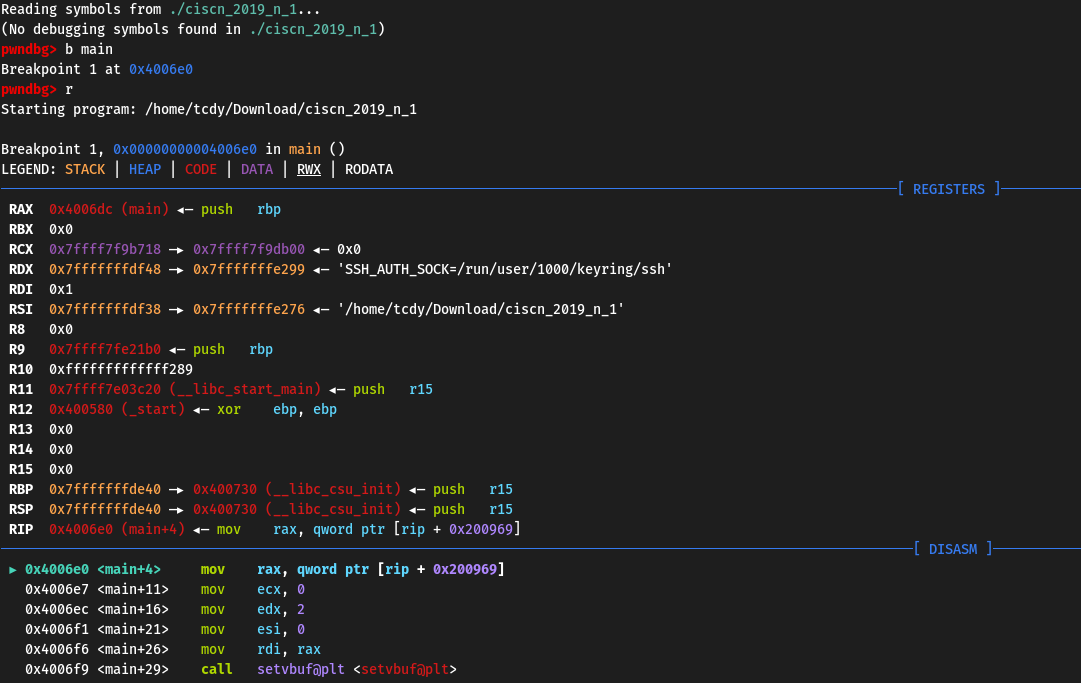 Reading symbols from ./ciscn_2019_n_1...
(No debugging symbols found in ./ciscn_2019_n_1)
pwndbg> b main
Breakpoint 1 at 0x4006e0
pwndbg> r
Starting program: /home/tcdy/Download/ciscn_2019_n_1
Breakpoint 1, 0x00000000004006e0 in main ()
LEGEND: STACK | HEAP | CODE | DATA | RWX | RODATA
[ REGISTERS ]
RAX 0x4006dc (main) ◂— push rbp
RBX 0x0
RCX 0x7ffff7f9b718 —▸ 0x7ffff7f9db00 ◂— 0x0
RDX 0x7fffffffdf48 —▸ 0x7fffffffe299 ◂— 'SSH_AUTH_SOCK=/run/user/1000/keyring/ssh'
RDI 0x1
RSI 0x7fffffffdf38 —▸ 0x7fffffffe276 ◂— '/home/tcdy/Download/ciscn_2019_n_1'
R8 0x0
R9 0x7ffff7fe21b0 ◂— push rbp
R10 0xfffffffffffff289
R11 0x7ffff7e03c20 (__libc_start_main) ◂— push r15
R12 0x400580 (_start) ◂— xor ebp, ebp
R13 0x0
R14 0x0
R15 0x0
RBP 0x7fffffffde40 —▸ 0x400730 (__libc_csu_init) ◂— push r15
RSP 0x7fffffffde40 —▸ 0x400730 (__libc_csu_init) ◂— push r15
RIP 0x4006e0 (main+4) ◂— mov rax, qword ptr [rip + 0x200969]
[ DISASM ]
► 0x4006e0 <main+4> mov rax, qword ptr [rip + 0x200969]
0x4006e7 <main+11> mov ecx, 0
0x4006ec <main+16> mov edx, 2
0x4006f1 <main+21> mov esi, 0
0x4006f6 <main+26> mov rdi, rax
0x4006f9 <main+29> call setvbuf@plt <setvbuf@plt>